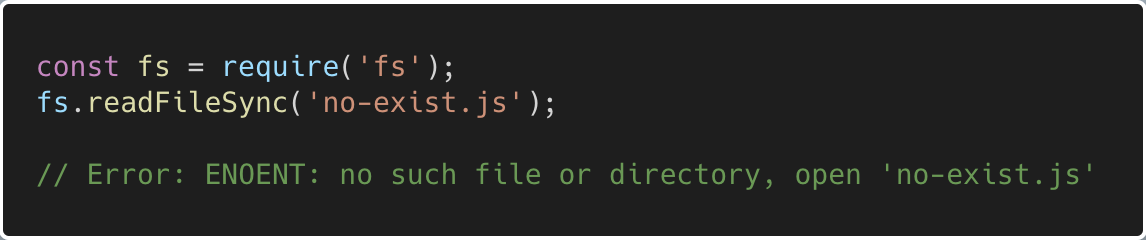 const fs = require('fs');
fs.readFileSync('no-exist.js');
// Error: ENOENT: no such file or directory, open 'no-exist.js'